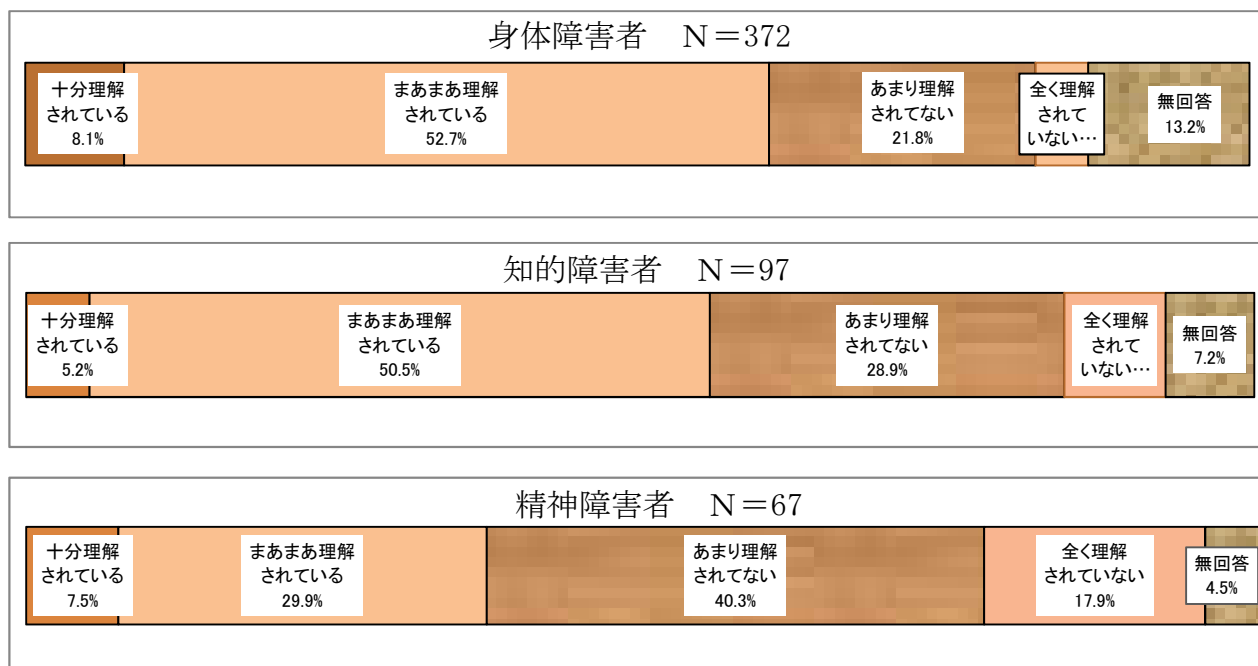 身体障害者　N＝372
十分理解
されている
8.1%
まあまあ理解
されている
52.7%
あまり理解
されてない
21.8%
全く理解
されて
いない…
無回答
13.2%
知的障害者　N＝97
十分理解
されている
5.2%
まあまあ理解
されている
50.5%
あまり理解
されてない
28.9%
全く理解
されて
いない…
無回答
7.2%
精神障害者　N＝67
十分理解
されている
7.5%
まあまあ理解
されている
29.9%
あまり理解
されてない
40.3%
全く理解
されていない
17.9%
無回答
4.5%